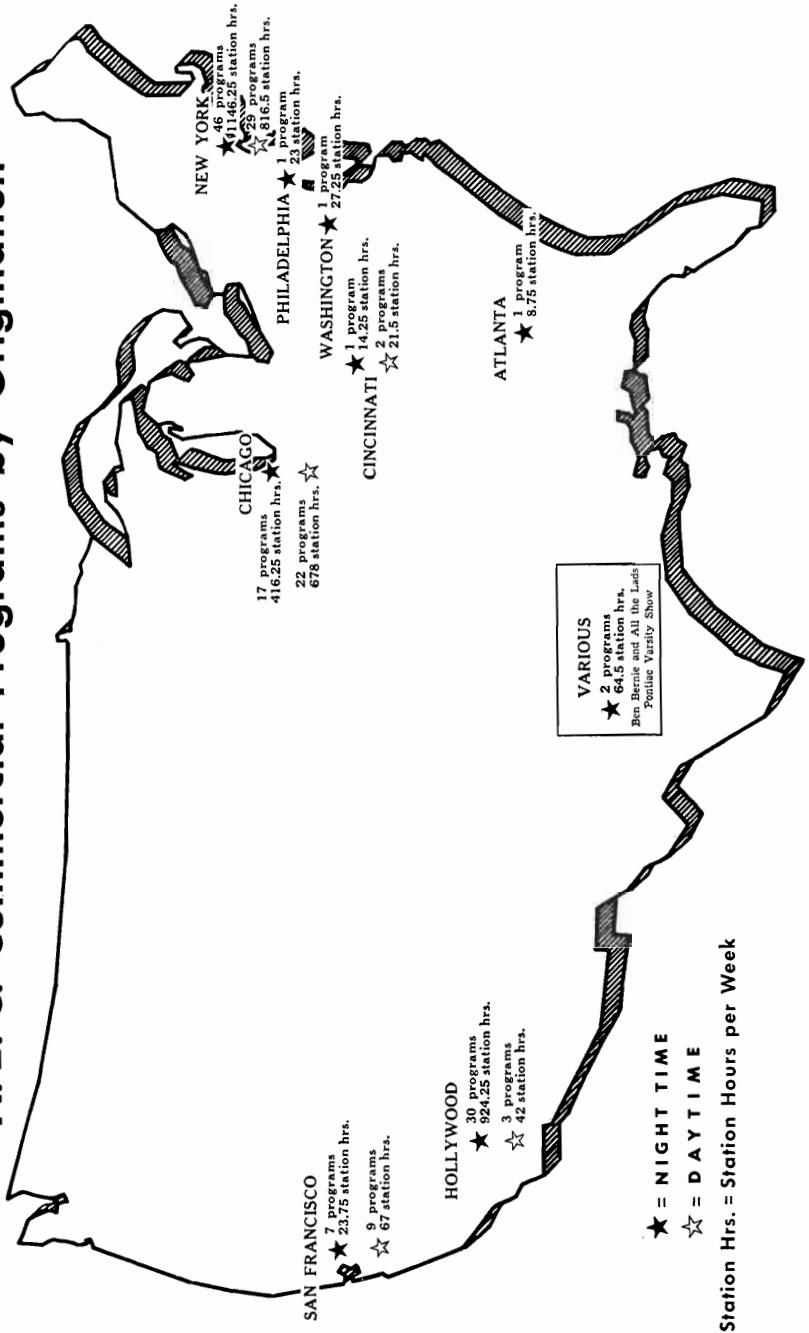 Commercial Programs by Origination
SAN FRANCISCO
★ 7 programs
23.75 station hrs.
☆ 9 programs
67 station hrs.
HOLLYWOOD
★ 30 programs
924.25 station hrs.
☆ 3 programs
42 station hrs.
CHICAGO
17 programs
416.25 station hrs. ★
22 programs
678 station hrs. ☆
NEW YORK
★ 46 programs
1146.25 station hrs.
☆ 29 programs
816.5 station hrs.
PHILADELPHIA ★ 1 program
23 station hrs.
WASHINGTON ★ 1 program
27.25 station hrs.
CINCINNATI
★ 1 program
14.25 station hrs.
☆ 2 programs
21.5 station hrs.
ATLANTA
★ 1 program
8.75 station hrs.
VARIOUS
★ 2 programs
64.5 station hrs.
Ben Bernie and All the Lads
Pontiac Varsity Show
★ = NIGHT TIME
☆ = DAYTIME
Station Hrs. = Station Hours per Week